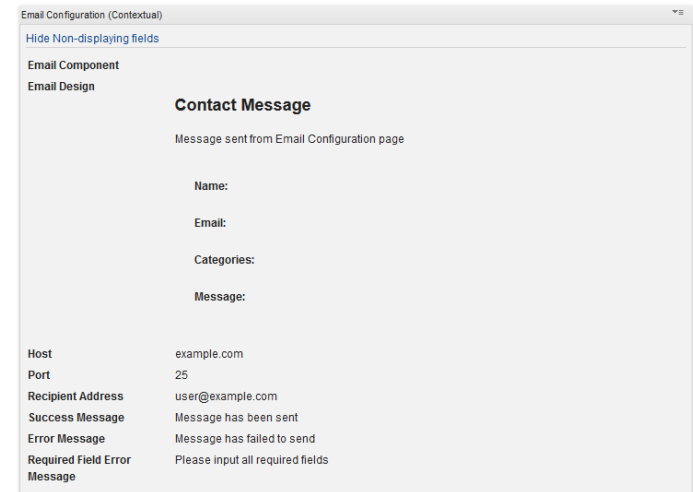 Email Configuration (Contextual)
Hide Non-displaying fields
Email Component
Email Design
Contact Message
Message sent from Email Configuration page
Name:
Email:
Categories:
Message:
Host example.com
Port 25
Recipient Address user@example.com
Success Message Message has been sent
Error Message Message has failed to send
Required Field Error Please input all required fields
Message